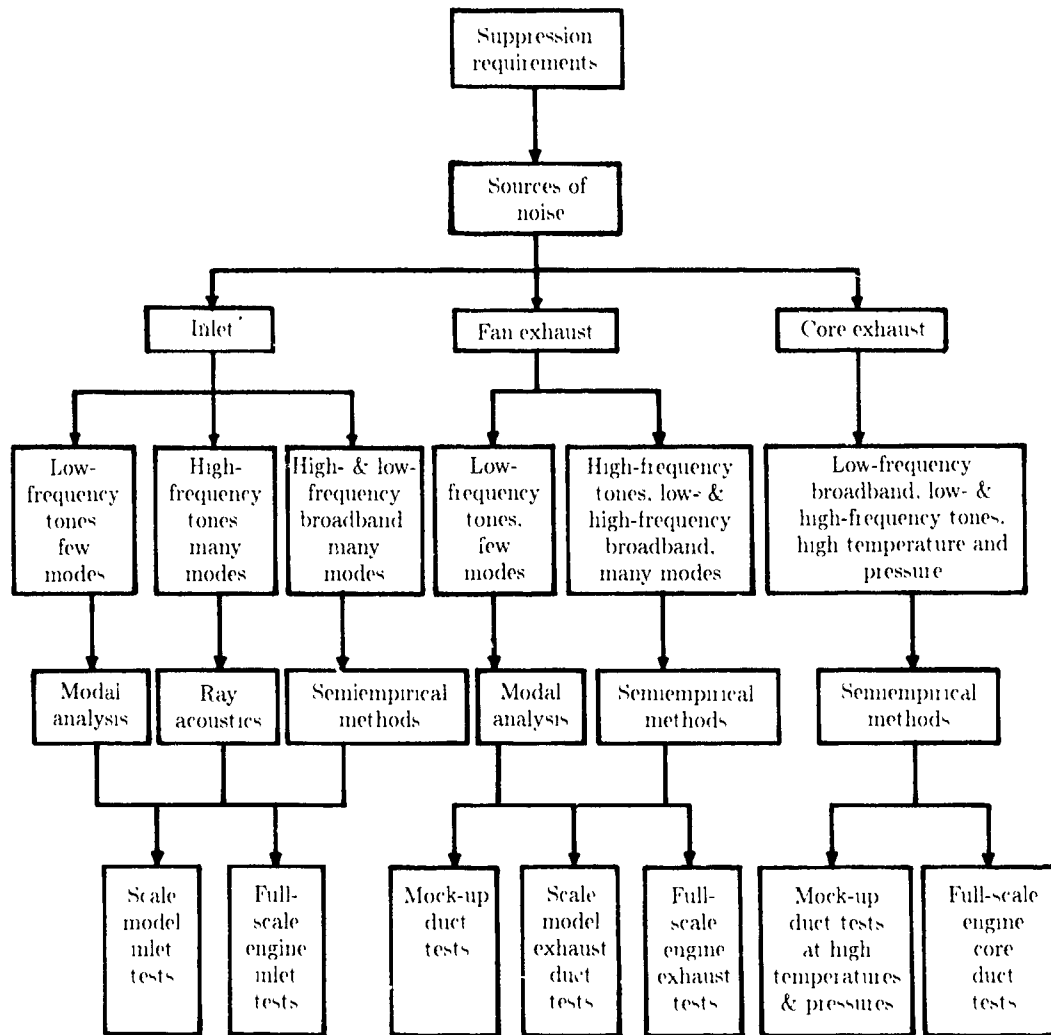 Suppression
requirements
Sources of
noise
Inlet
Fan exhaust
Core exhaust
Low-
frequency
tones
few
modes
High-
frequency
tones
many
modes
High- & low-
frequency
broadband
many
modes
Low-
frequency
tones,
few
modes
High-frequency
tones, low- &
high-frequency
broadband,
many modes
Low-frequency
broadband, low- &
high-frequency tones,
high temperature and
pressure
Modal
analysis
Ray
acoustics
Semiempirical
methods
Modal
analysis
Semiempirical
methods
Semiempirical
methods
Scale
model
inlet
tests
Full-
scale
engine
inlet
tests
Mock-up
duct
tests
Scale
model
exhaust
duct
tests
Full-
scale
engine
exhaust
tests
Mock-up
duct tests
at high
temperatures
& pressures
Full-scale
engine
core
duct
tests